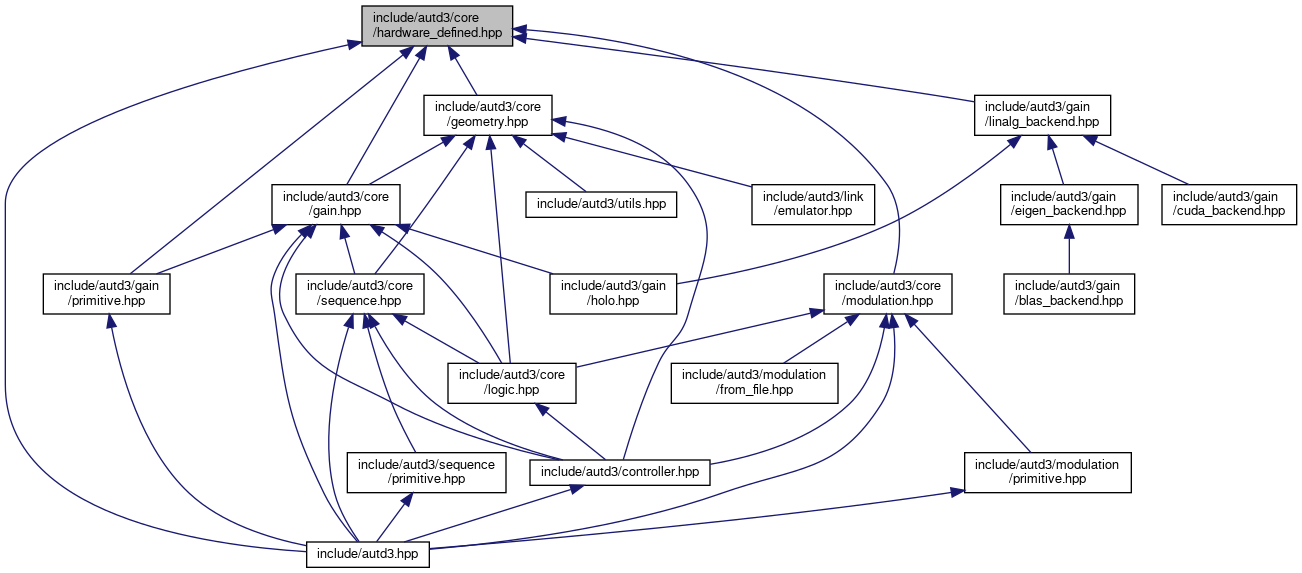 include/autd3/core
/hardware_defined.hpp
include/autd3/core
/geometry.hpp
include/autd3/gain
/linalg_backend.hpp
include/autd3/core
/gain.hpp
include/autd3/utils.hpp
include/autd3/link
/emulator.hpp
include/autd3/gain
/eigen_backend.hpp
include/autd3/gain
/cuda_backend.hpp
include/autd3/gain
/primitive.hpp
include/autd3/core
/sequence.hpp
include/autd3/gain
/holo.hpp
include/autd3/core
/modulation.hpp
include/autd3/gain
/blas_backend.hpp
include/autd3/core
/logic.hpp
include/autd3/modulation
/from_file.hpp
include/autd3/sequence
/primitive.hpp
include/autd3/controller.hpp
include/autd3/modulation
/primitive.hpp
include/autd3.hpp